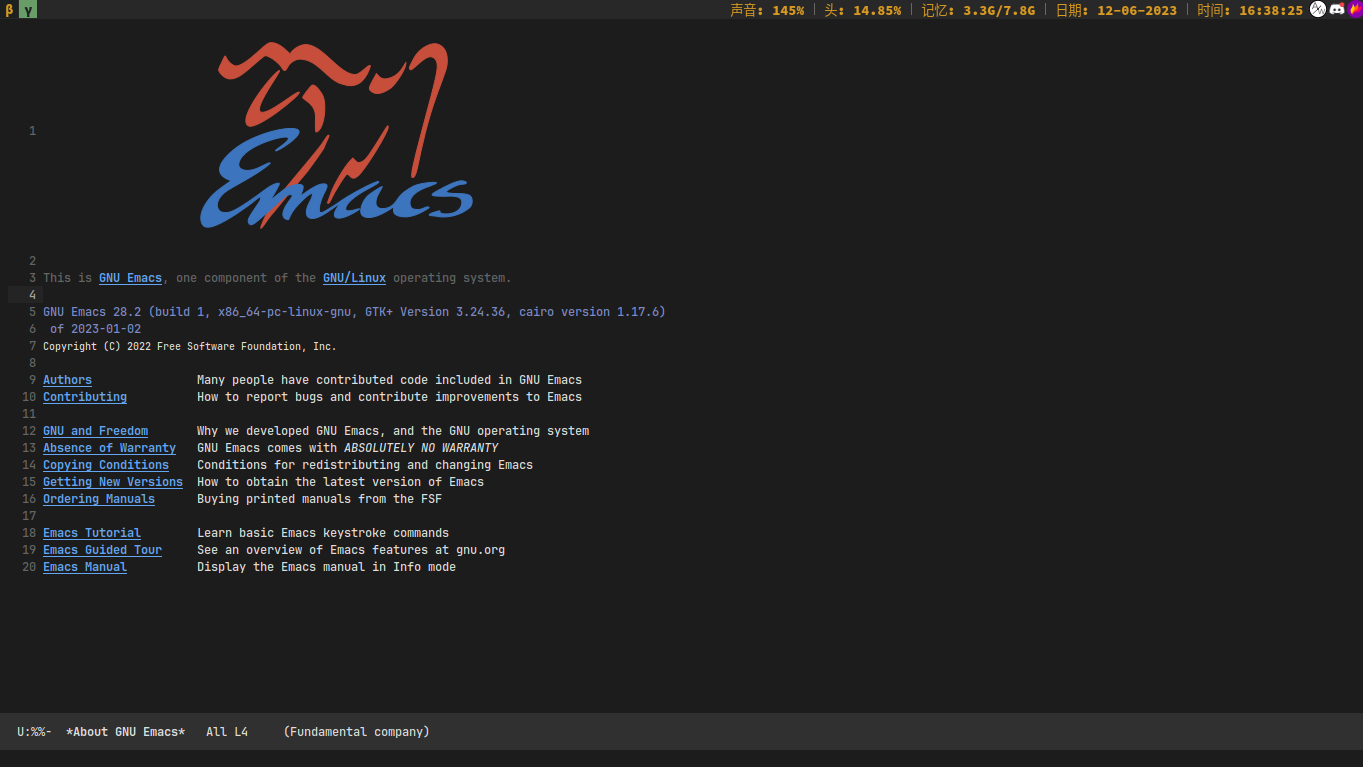 β γ 声音: 145% | 头: 14.85% | 记忆: 3.3G/7.8G | 日期: 12-06-2023 | 时间: 16:38:25
Emacs
1
2
3 This is GNU Emacs, one component of the GNU/Linux operating system.
4
5 GNU Emacs 28.2 (build 1, x86_64-pc-linux-gnu, GTK+ Version 3.24.36, cairo version 1.17.6)
6 of 2023-01-02
7 Copyright (C) 2022 Free Software Foundation, Inc.
8
9 Authors Many people have contributed code included in GNU Emacs
10 Contributing How to report bugs and contribute improvements to Emacs
11
12 GNU and Freedom Why we developed GNU Emacs, and the GNU operating system
13 Absence of Warranty GNU Emacs comes with ABSOLUTELY NO WARRANTY
14 Copying Conditions Conditions for redistributing and changing Emacs
15 Getting New Versions How to obtain the latest version of Emacs
16 Ordering Manuals Buying printed manuals from the FSF
17
18 Emacs Tutorial Learn basic Emacs keystroke commands
19 Emacs Guided Tour See an overview of Emacs features at gnu.org
20 Emacs Manual Display the Emacs manual in Info mode
U:%%- *About GNU Emacs* All L4 (Fundamental company)